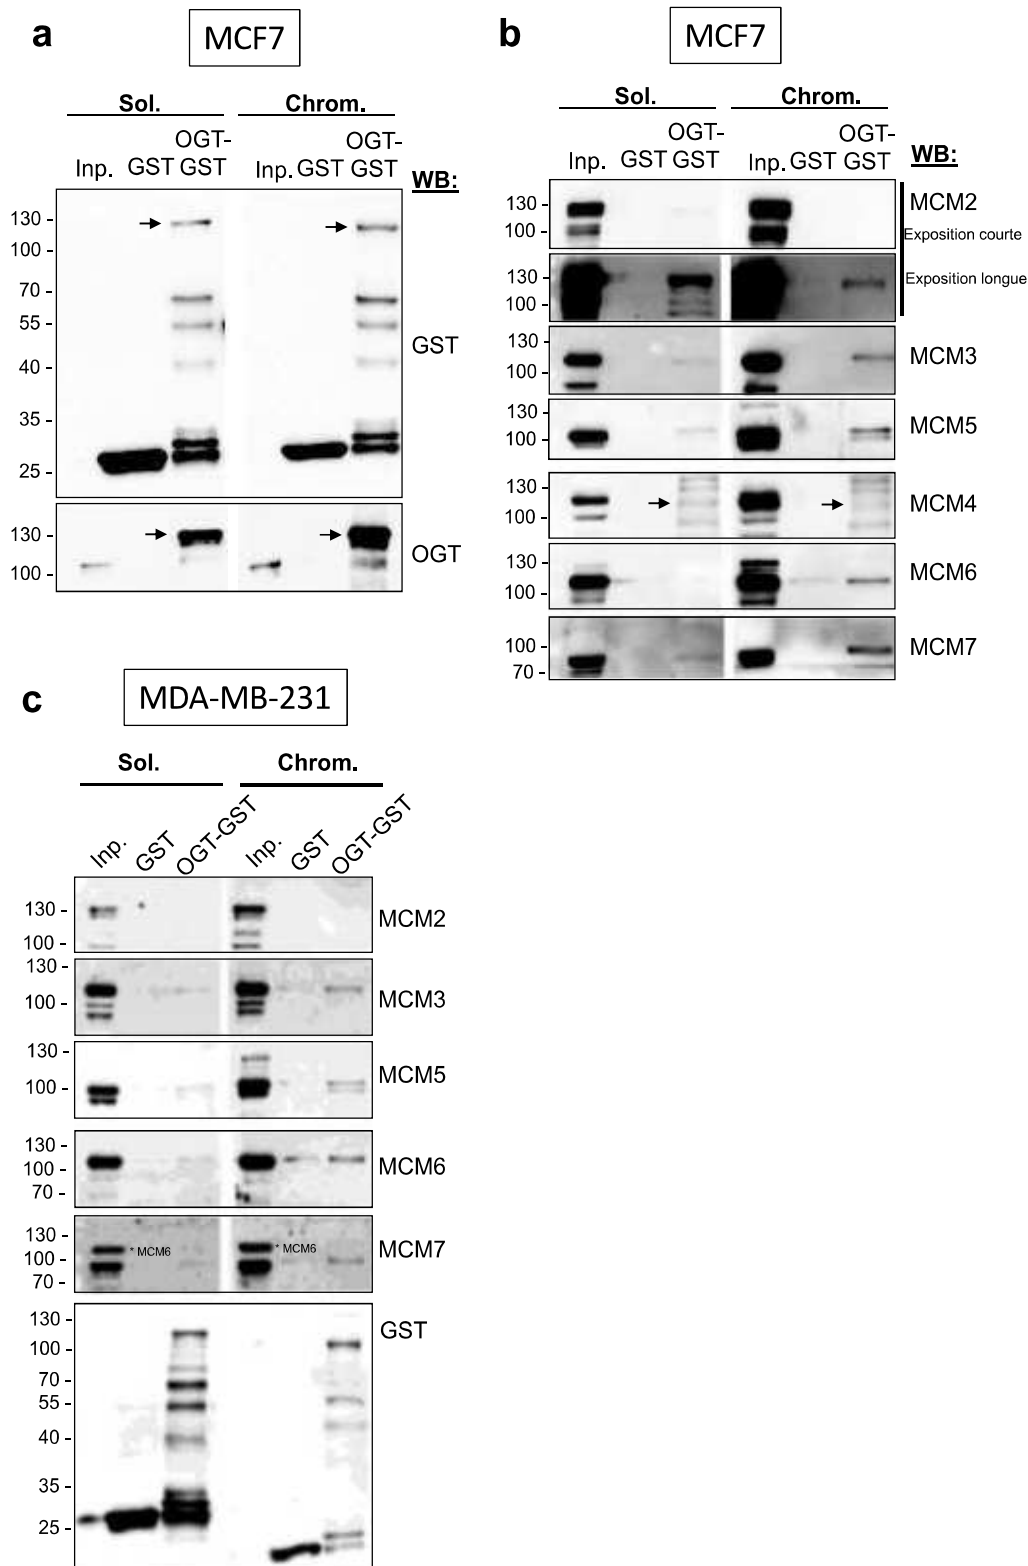 a
MCF7
Sol.
Chrom.
Inp.
GST
OGT-
GST
Inp.
GST
OGT-
GST
WB:
130 -
100 -
70 -
55 -
40 -
35 -
25 -
GST
130 -
100 -
OGT
b
MCF7
Sol.
Chrom.
Inp.
GST
OGT-
GST
Inp.
GST
OGT-
GST
WB:
130 -
100 -
MCM2
Exposition courte
130 -
100 -
Exposition longue
130 -
100 -
MCM3
130 -
100 -
MCM5
130 -
100 -
MCM4
130 -
100 -
MCM6
100 -
70 -
MCM7
c
MDA-MB-231
Sol.
Chrom.
Inp.
GST
OGT-GST
Inp.
GST
OGT-GST
130 -
100 -
MCM2
130 -
100 -
MCM3
130 -
100 -
MCM5
130 -
100 -
70 -
MCM6
130 -
100 -
70 -
* MCM6
* MCM6
MCM7
130 -
100 -
70 -
55 -
40 -
35 -
25 -
GST